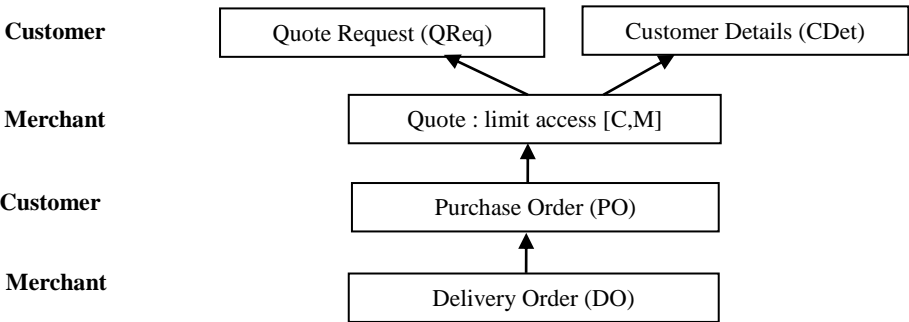 Customer
Quote Request (QReq)
Customer Details (CDet)
Merchant
Quote : limit access [C,M]
Customer
Purchase Order (PO)
Merchant
Delivery Order (DO)